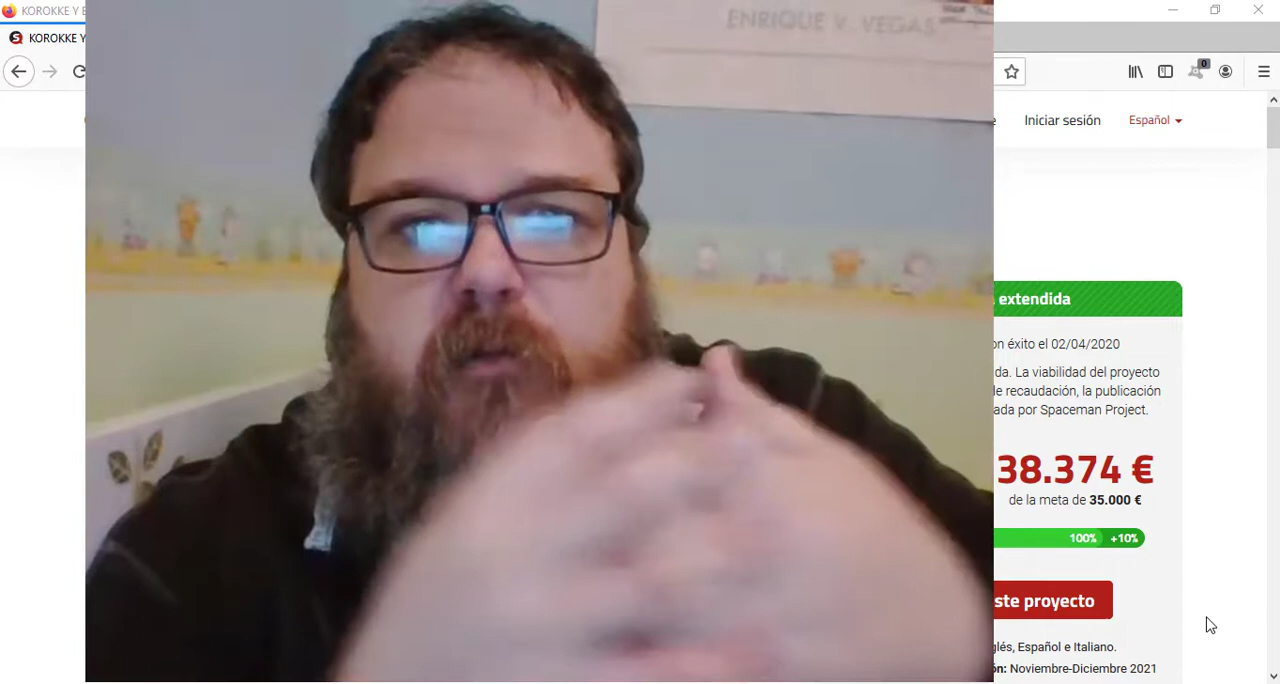 KOROKKE Y E
KOROKKE Y
ENRIQUE V. VEGAS
0
e
Iniciar sesión
Español
extendida
on éxito el 02/04/2020
da. La viabilidad del proyecto
de recaudación, la publicación
ada por Spaceman Project.
38.374 €
de la meta de 35.000 €
100% +10%
ste proyecto
glés, Español e Italiano.
ón: Noviembre-Diciembre 2021